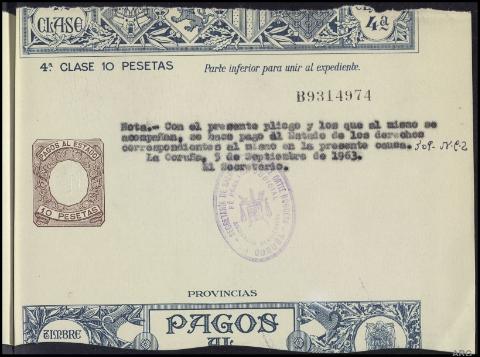 CLASE 4ª
4ª CLASE 10 PESETAS Parte inferior para unir al expediente.
B9314974
Nota.- Con el presente pliego y los que al mismo se
acompañan, se hace pago al Estado de los derechos
correspondientes al mismo en la presente causa.
La Coruña, 5 de Septiembre de 1963.
El Secretario.
PAGOS AL ESTADO
10 PESETAS
PROVINCIAS
TIMBRE PAGOS
AL